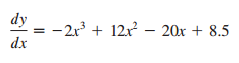 dy/dx = −2x³ + 12x² − 20x + 8.5